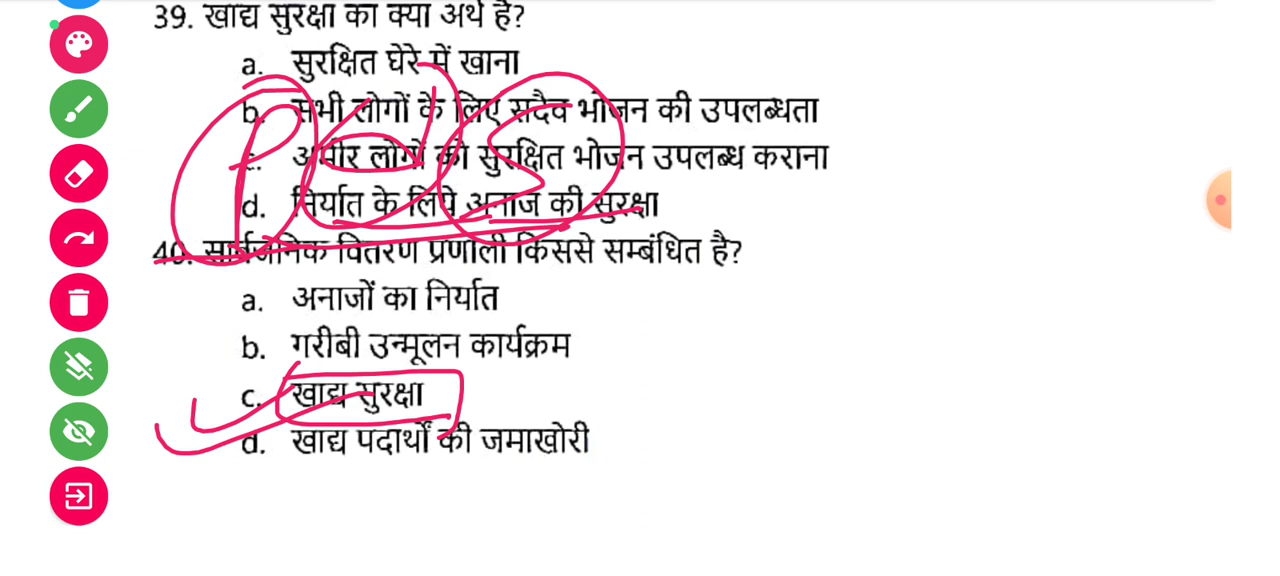 39. खाद्य सुरक्षा का क्या अर्थ है?
a. सुरक्षित घेरे में खाना
b. सभी लोगों के लिए सदैव भोजन की उपलब्धता
c. अमीर लोगों को सुरक्षित भोजन उपलब्ध कराना
d. निर्यात के लिये अनाज की सुरक्षा
40. सार्वजनिक वितरण प्रणाली किससे सम्बंधित है?
a. अनाजों का निर्यात
b. गरीबी उन्मूलन कार्यक्रम
c. खाद्य सुरक्षा
d. खाद्य पदार्थों की जमाखोरी